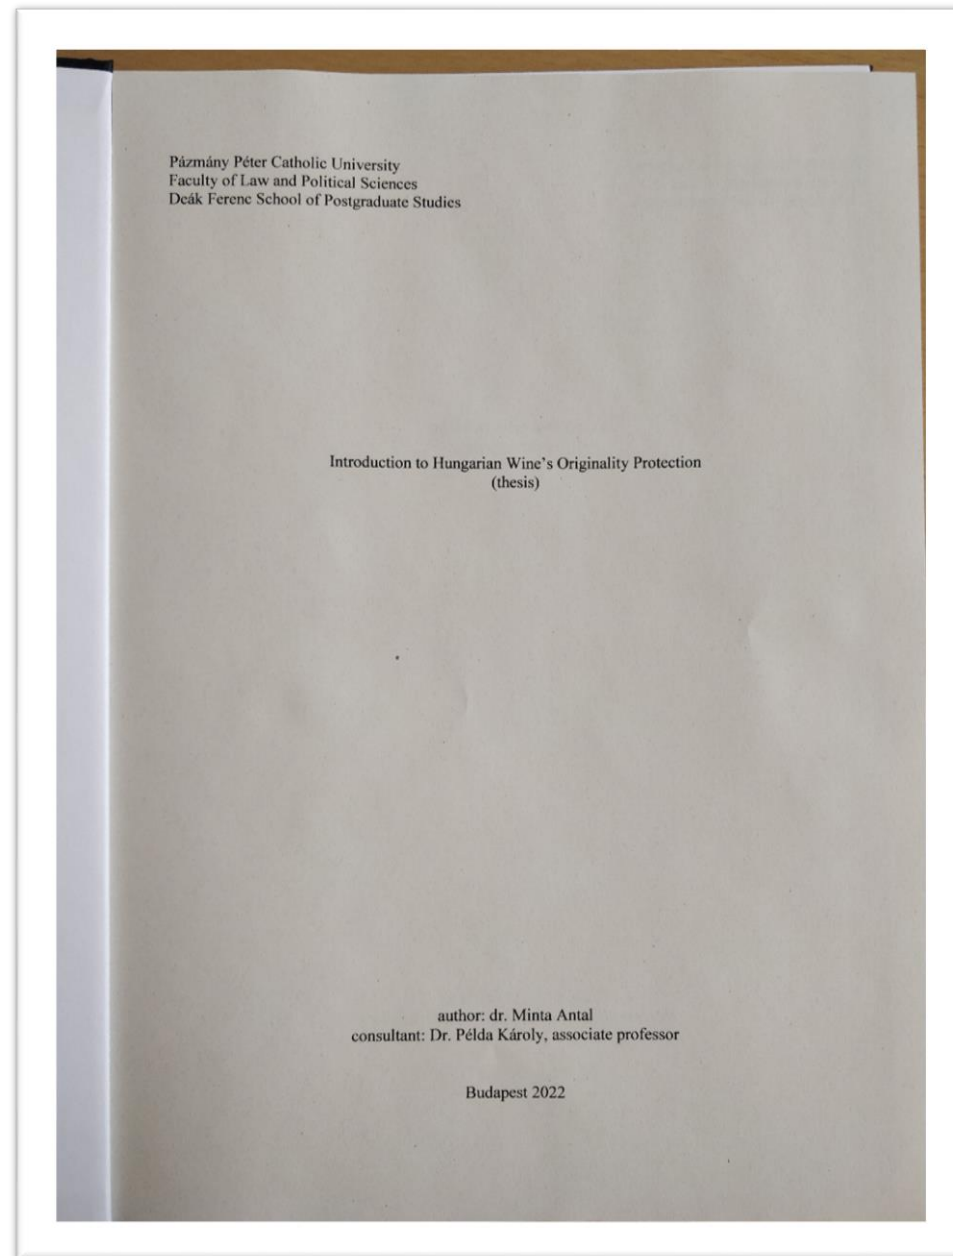 Pázmány Péter Catholic University
Faculty of Law and Political Sciences
Deák Ferenc School of Postgraduate Studies
Introduction to Hungarian Wine's Originality Protection
(thesis)
author: dr. Minta Antal
consultant: Dr. Példa Károly, associate professor
Budapest 2022